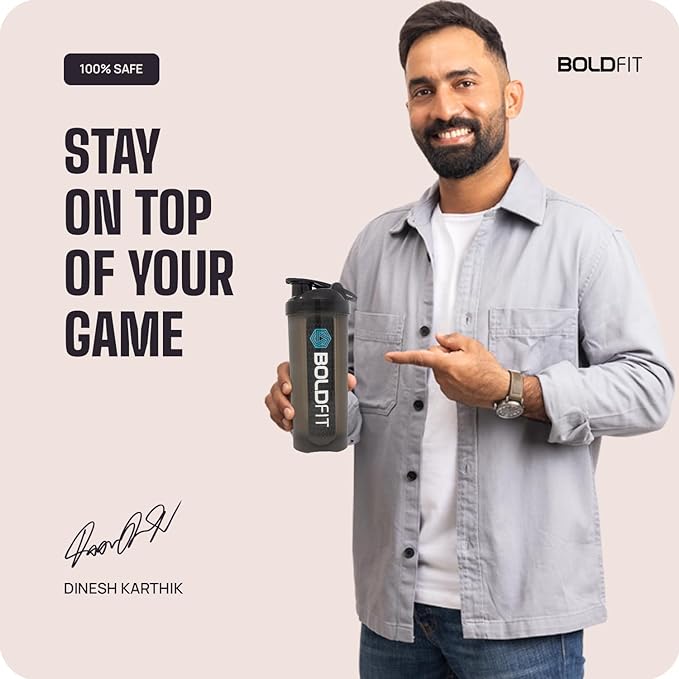 100% SAFE
BOLDFIT
STAY
ON TOP
OF YOUR
GAME
BOLDFIT
DINESH KARTHIK